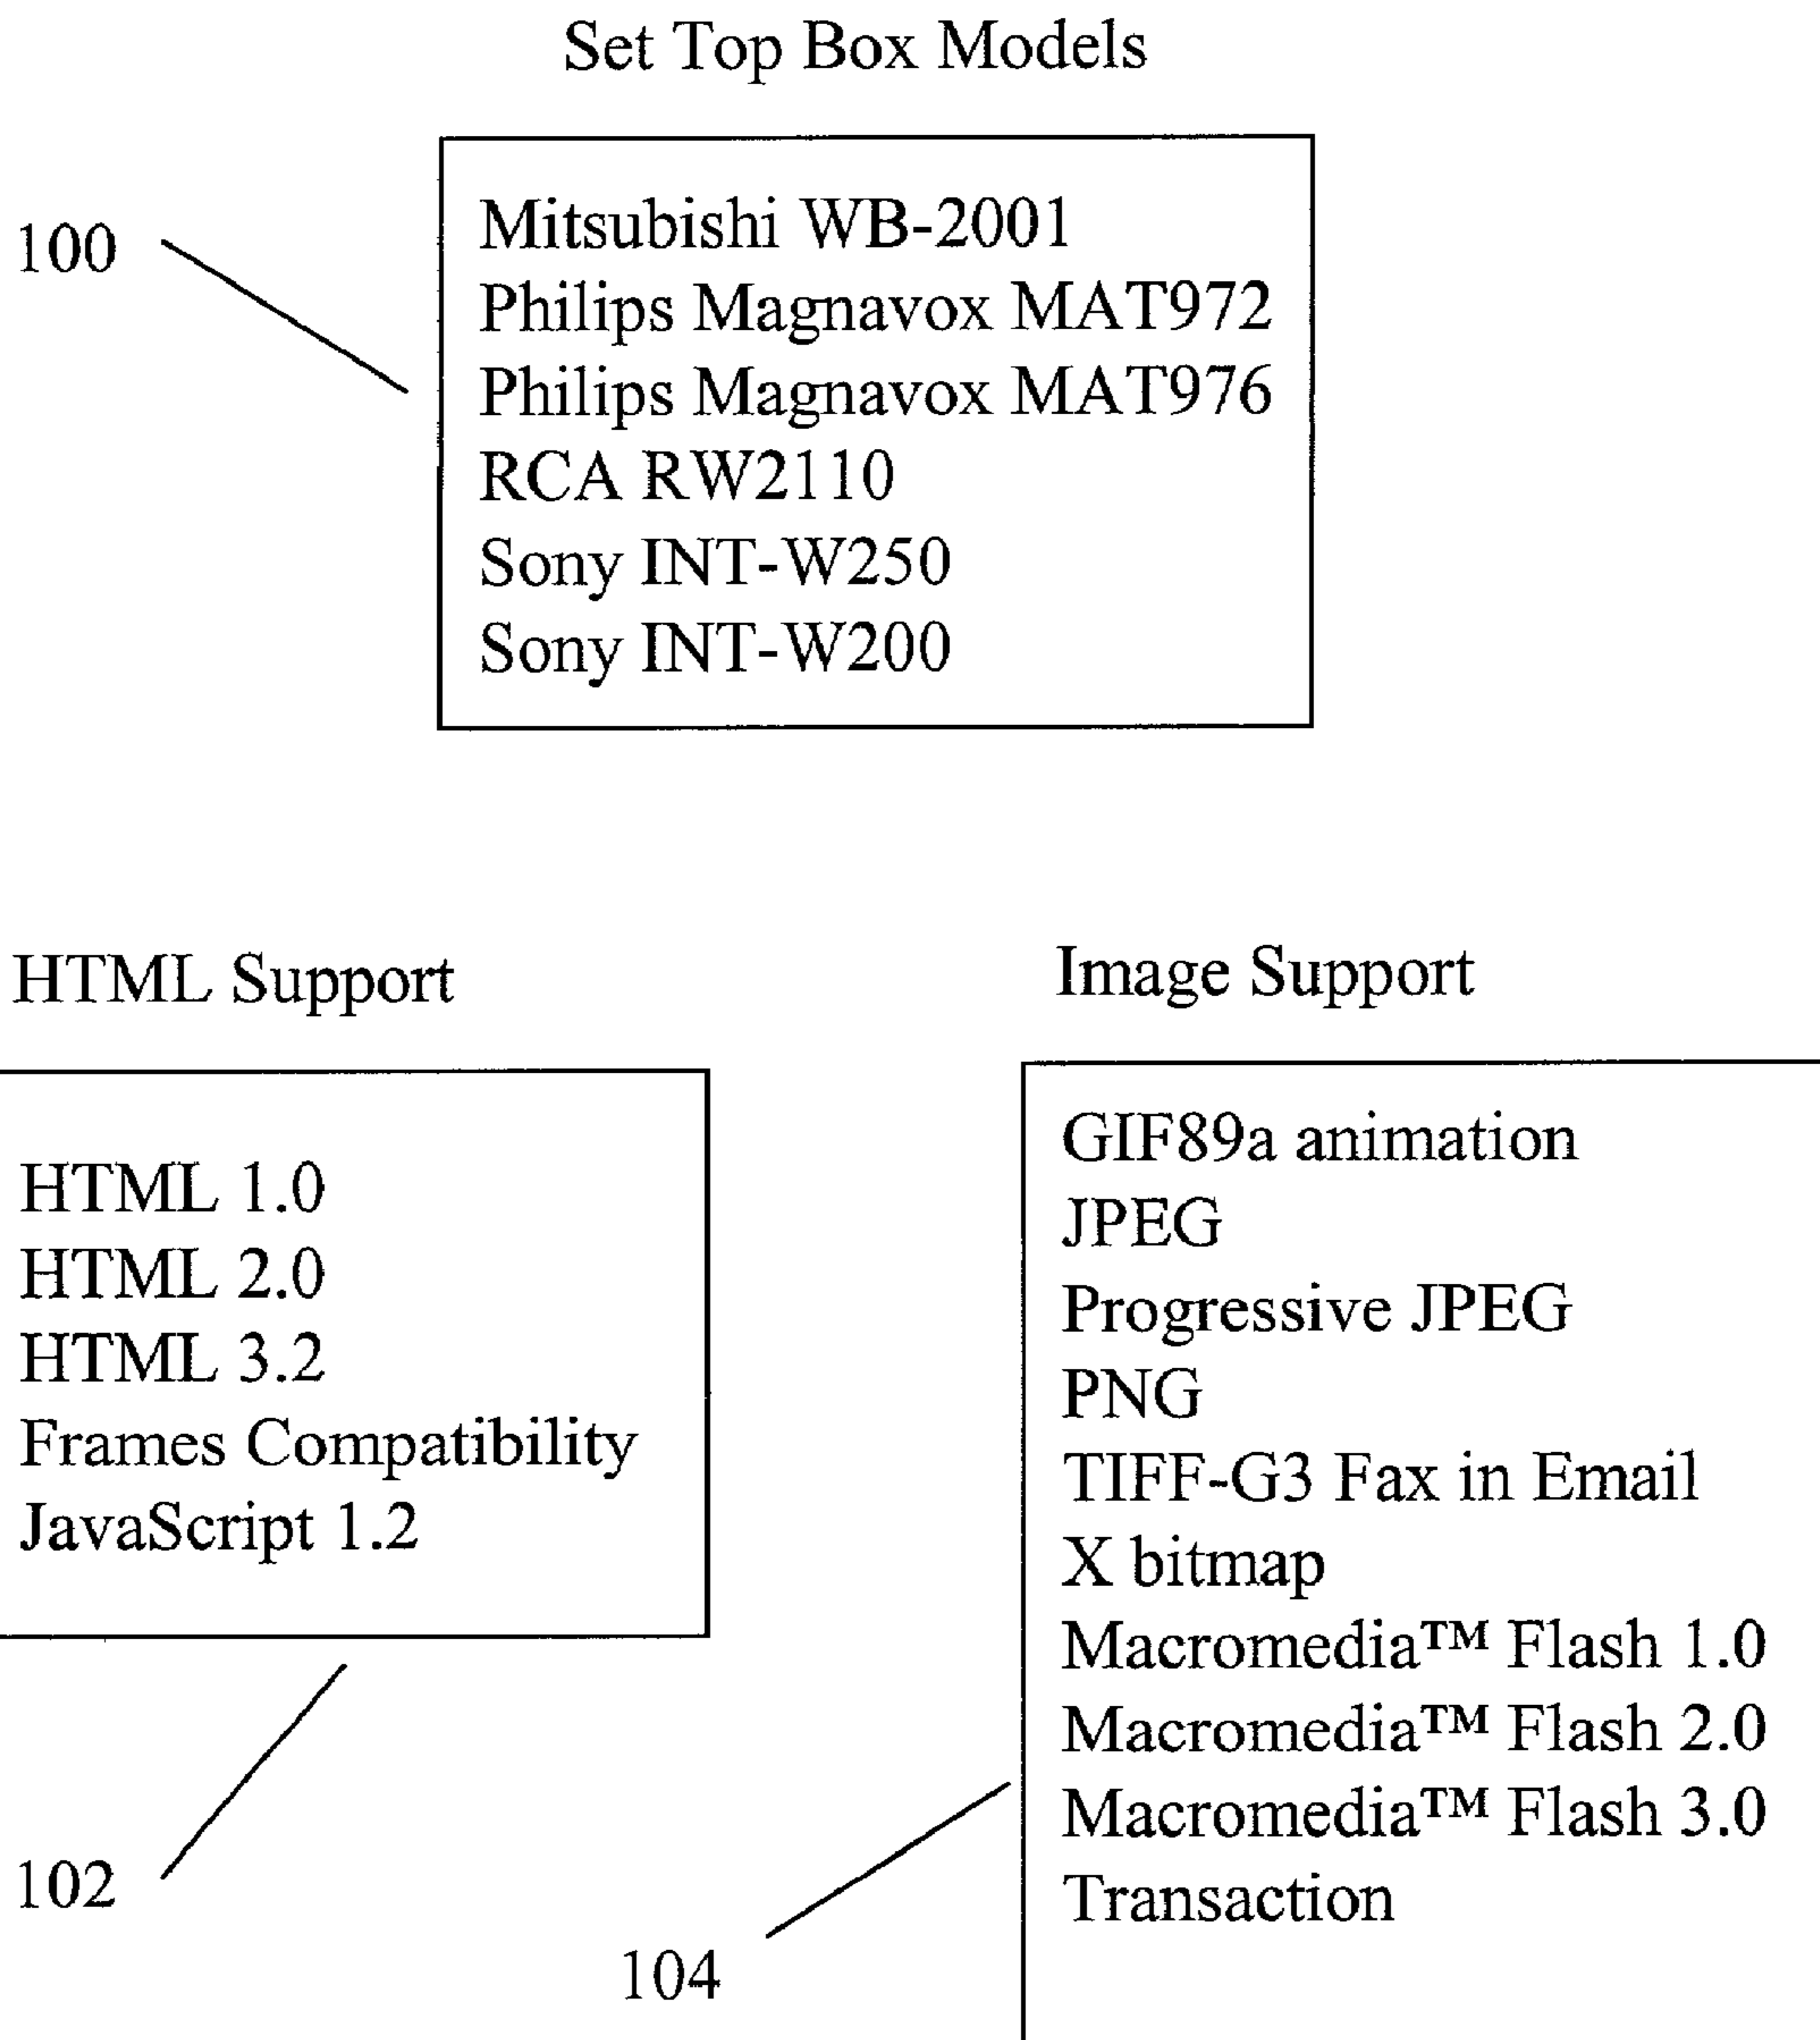 Set Top Box Models
100
Mitsubishi WB-2001
Philips Magnavox MAT972
Philips Magnavox MAT976
RCA RW2110
Sony INT-W250
Sony INT-W200
HTML Support
HTML 1.0
HTML 2.0
HTML 3.2
Frames Compatibility
JavaScript 1.2
102
Image Support
GIF89a animation
JPEG
Progressive JPEG
PNG
TIFF-G3 Fax in Email
X bitmap
Macromedia™ Flash 1.0
Macromedia™ Flash 2.0
Macromedia™ Flash 3.0
Transaction
104